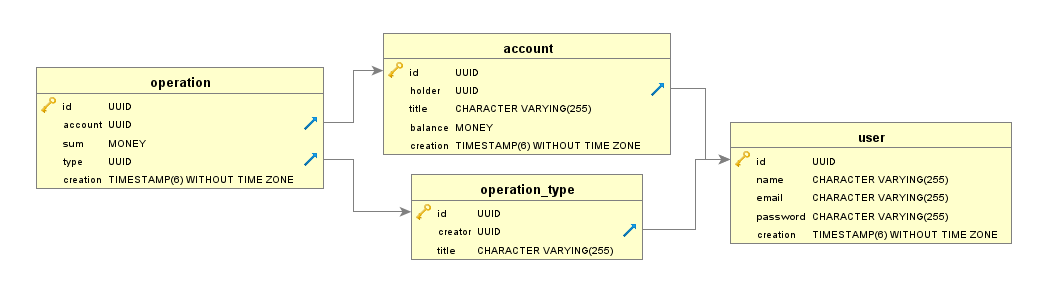 operation
id UUID
account UUID
sum MONEY
type UUID
creation TIMESTAMP(6) WITHOUT TIME ZONE
account
id UUID
holder UUID
title CHARACTER VARYING(255)
balance MONEY
creation TIMESTAMP(6) WITHOUT TIME ZONE
operation_type
id UUID
creator UUID
title CHARACTER VARYING(255)
user
id UUID
name CHARACTER VARYING(255)
email CHARACTER VARYING(255)
password CHARACTER VARYING(255)
creation TIMESTAMP(6) WITHOUT TIME ZONE